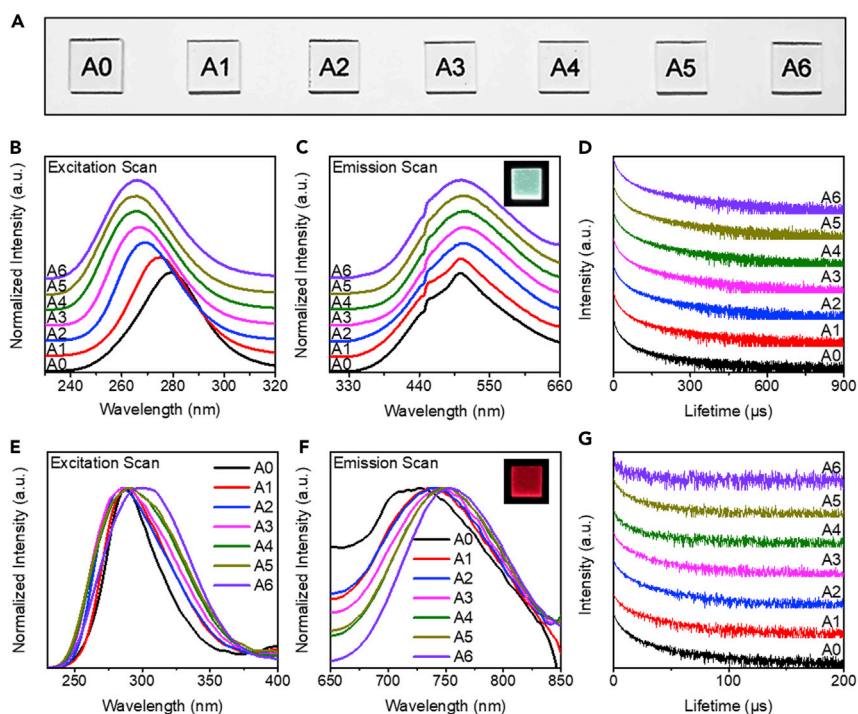 A
A0 A1 A2 A3 A4 A5 A6
B
Excitation Scan
Normalized Intensity (a.u.)
A6
A5
A4
A3
A2
A1
A0
240 260 280 300 320
Wavelength (nm)
C
Emission Scan
Normalized Intensity (a.u.)
A6
A5
A4
A3
A2
A1
A0
330 440 550 660
Wavelength (nm)
D
Intensity (a.u.)
A6
A5
A4
A3
A2
A1
A0
0 300 600 900
Lifetime (µs)
E
Excitation Scan
Normalized Intensity (a.u.)
A0
A1
A2
A3
A4
A5
A6
250 300 350 400
Wavelength (nm)
F
Emission Scan
Normalized Intensity (a.u.)
A0
A1
A2
A3
A4
A5
A6
650 700 750 800 850
Wavelength (nm)
G
Intensity (a.u.)
A6
A5
A4
A3
A2
A1
A0
0 100 200
Lifetime (µs)